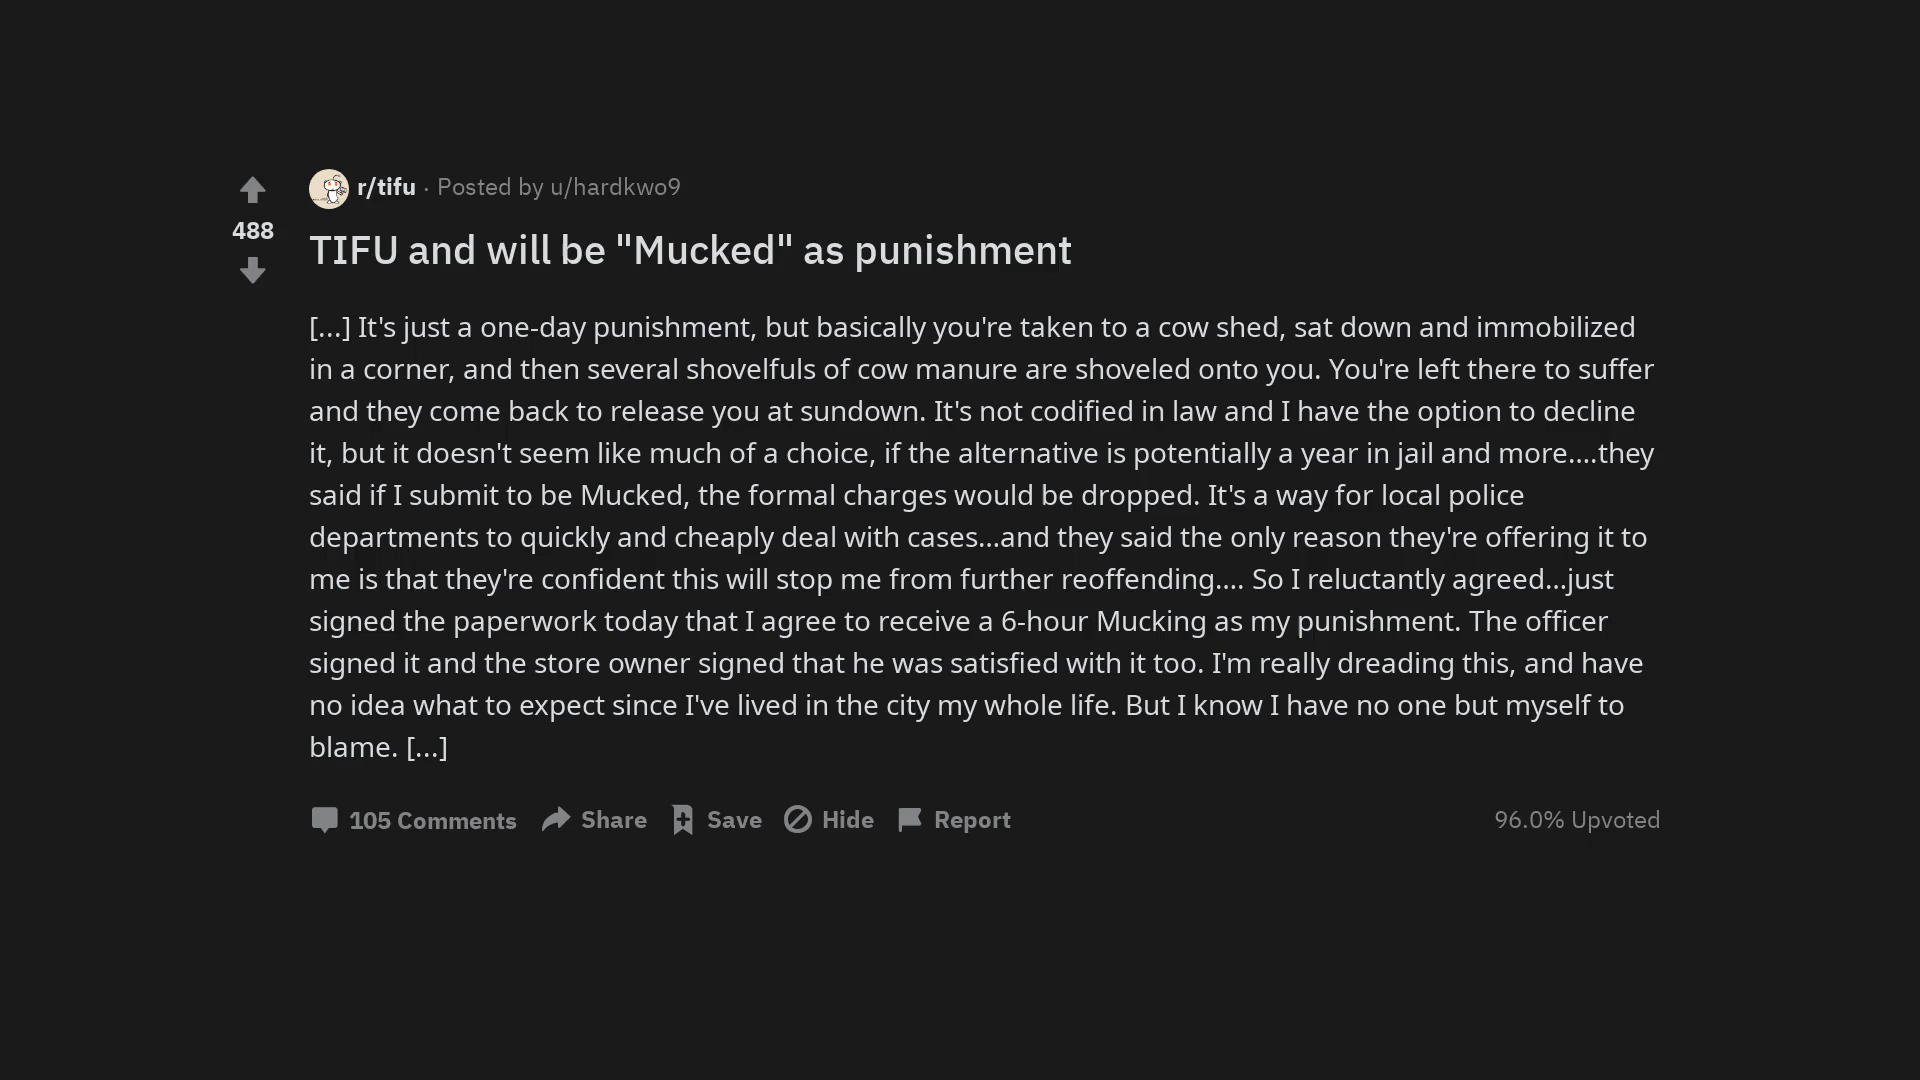 r/tifu · Posted by u/hardkwo9
488
TIFU and will be "Mucked" as punishment
[...] It's just a one-day punishment, but basically you're taken to a cow shed, sat down and immobilized
in a corner, and then several shovelfuls of cow manure are shoveled onto you. You're left there to suffer
and they come back to release you at sundown. It's not codified in law and I have the option to decline
it, but it doesn't seem like much of a choice, if the alternative is potentially a year in jail and more....they
said if I submit to be Mucked, the formal charges would be dropped. It's a way for local police
departments to quickly and cheaply deal with cases...and they said the only reason they're offering it to
me is that they're confident this will stop me from further reoffending.... So I reluctantly agreed...just
signed the paperwork today that I agree to receive a 6-hour Mucking as my punishment. The officer
signed it and the store owner signed that he was satisfied with it too. I'm really dreading this, and have
no idea what to expect since I've lived in the city my whole life. But I know I have no one but myself to
blame. [...]
105 Comments Share Save Hide Report 96.0% Upvoted